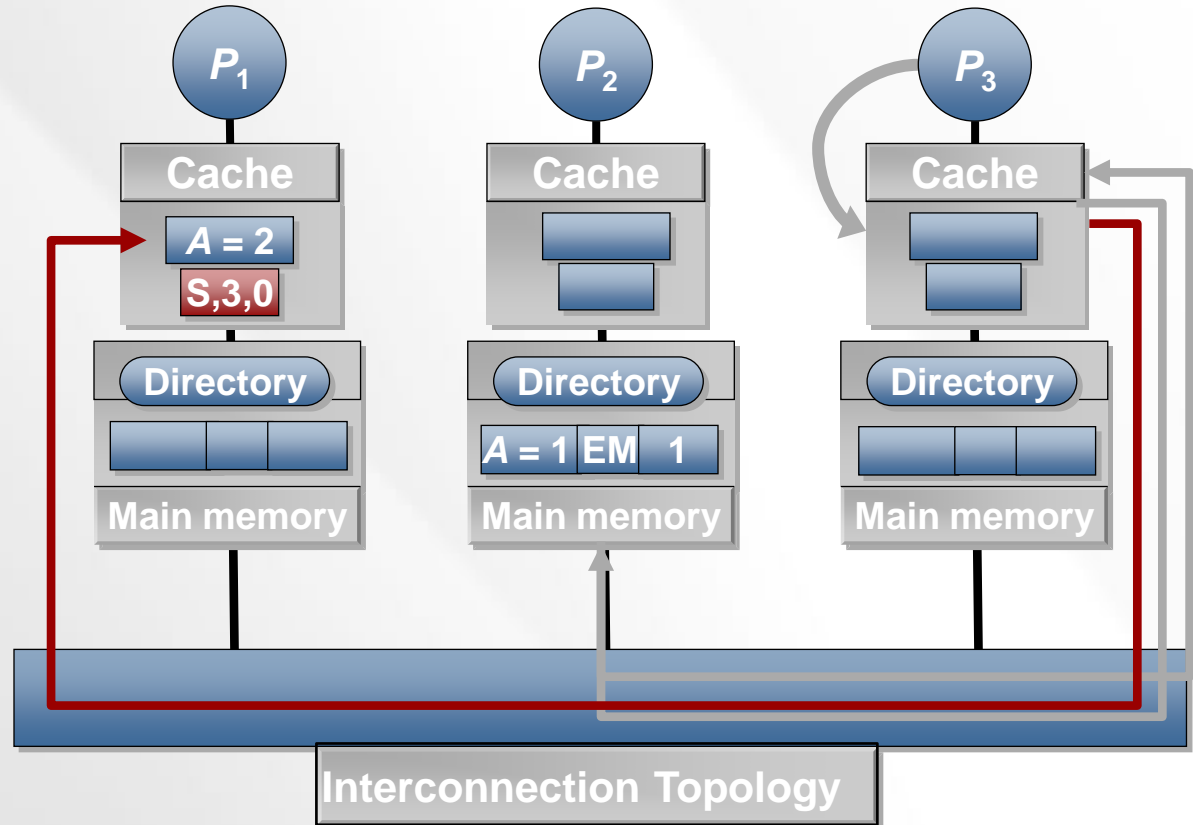 P1 P2 P3
Cache Cache Cache
A = 2
S,3,0
Directory Directory Directory
A = 1 EM 1
Main memory Main memory Main memory
Interconnection Topology